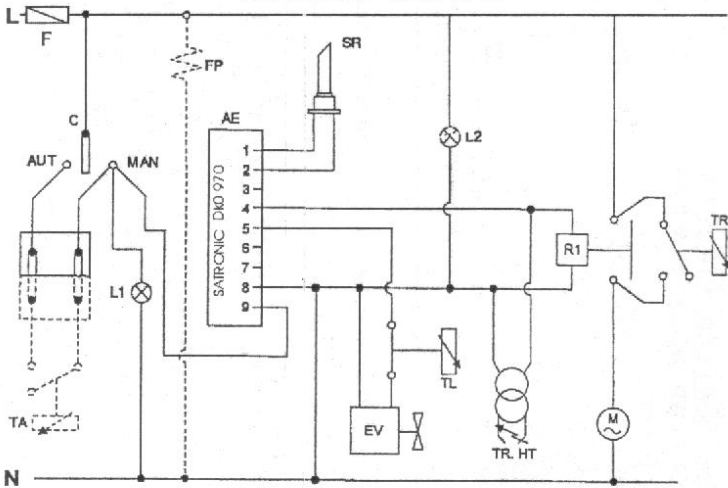 L
F
FP
SR
C
AE
AUT
MAN
SATRONIC DKO 970
1
2
3
4
5
6
7
8
9
L1
L2
R1
TR
TL
TA
EV
TR. HT
M
N